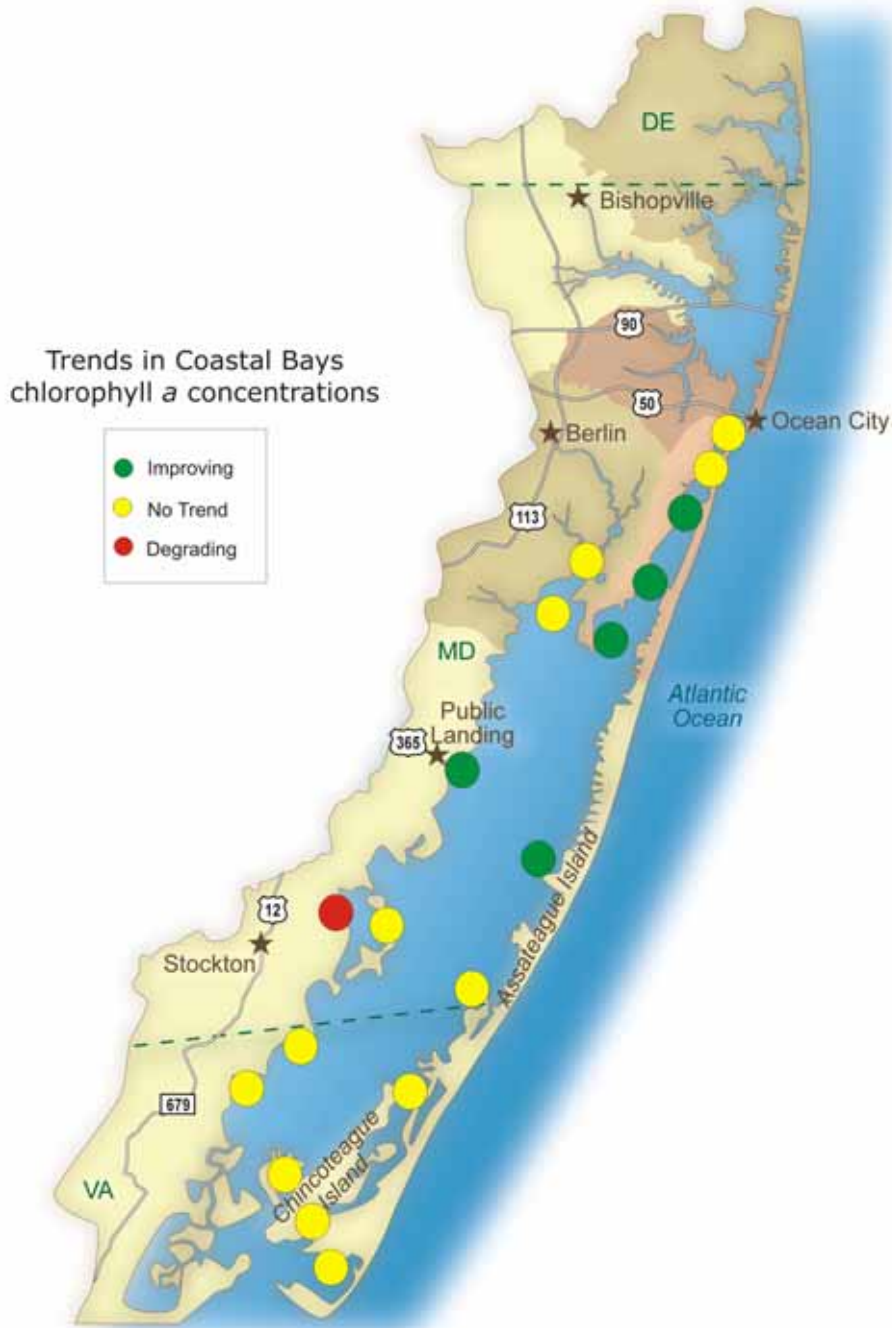 DE
Bishopville
90
Trends in Coastal Bays
chlorophyll a concentrations
50
Ocean City
Berlin
Improving
No Trend
Degrading
113
MD
Atlantic
Ocean
Public
Landing
365
Assateague Island
12
Stockton
679
Chincoteague
Island
VA